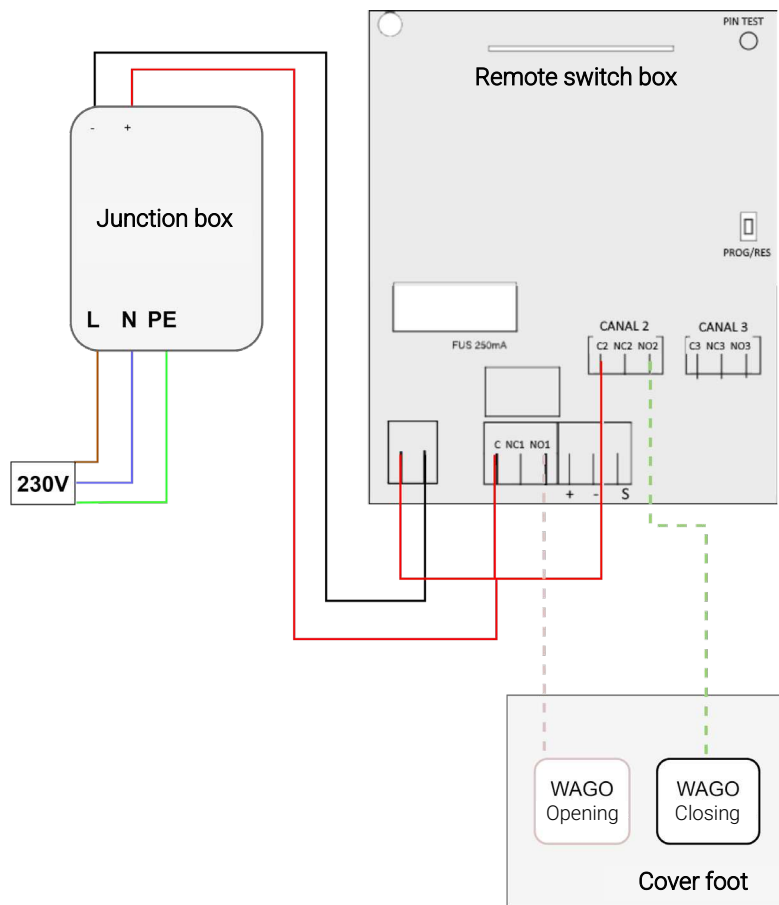 PIN TEST
Remote switch box
- +
Junction box
PROG/RES
L N PE
FUS 250mA
CANAL 2
CANAL 3
C2 NC2 NO2
C3 NC3 NO3
C NC1 NO1
230V
+ - S
WAGO
Opening
WAGO
Closing
Cover foot